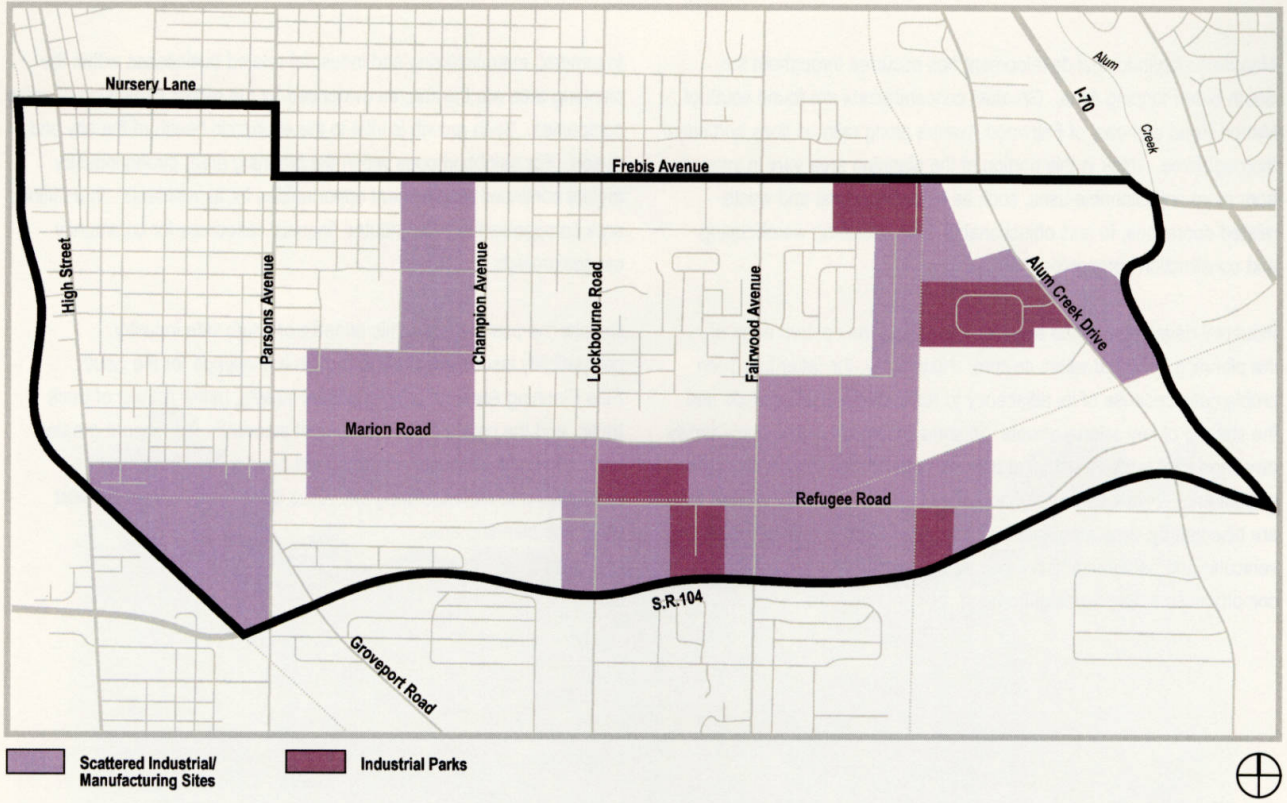 Nursery Lane
Frebis Avenue
Alum
Creek
I-70
High Street
Parsons Avenue
Champion Avenue
Lockbourne Road
Fairwood Avenue
Alum Creek Drive
Marion Road
Refugee Road
S.R.104
Groveport Road
Scattered Industrial/
Manufacturing Sites
Industrial Parks